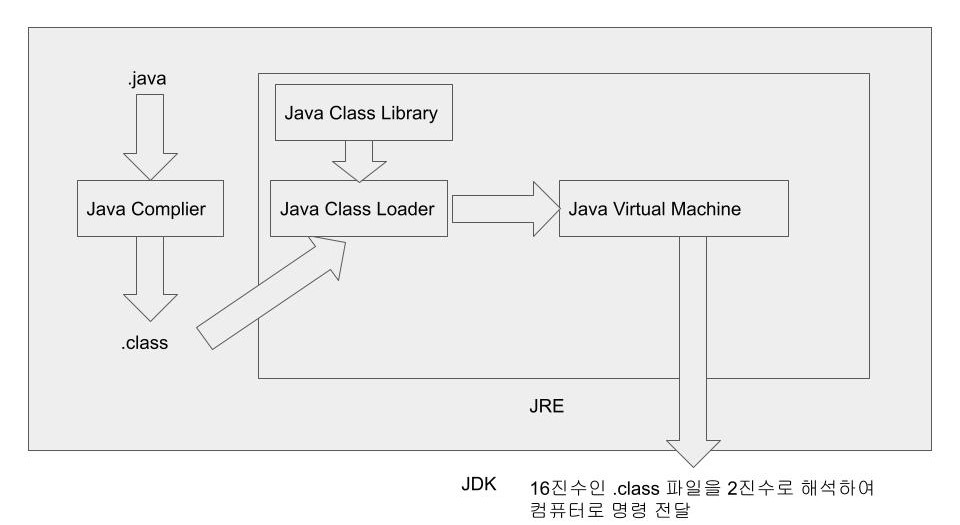 .java
Java Class Library
Java Complier
Java Class Loader
Java Virtual Machine
.class
JRE
JDK
16진수인 .class 파일을 2진수로 해석하여
컴퓨터로 명령 전달